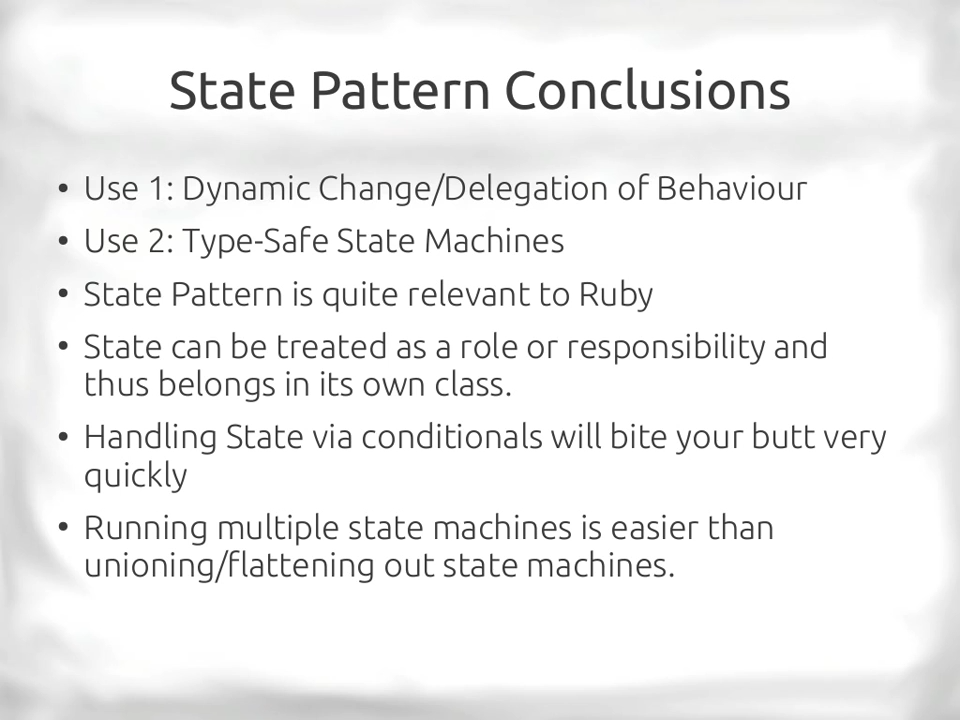 State Pattern Conclusions
• Use 1: Dynamic Change/Delegation of Behaviour
• Use 2: Type-Safe State Machines
• State Pattern is quite relevant to Ruby
• State can be treated as a role or responsibility and
thus belongs in its own class.
• Handling State via conditionals will bite your butt very
quickly
• Running multiple state machines is easier than
unioning/flattening out state machines.